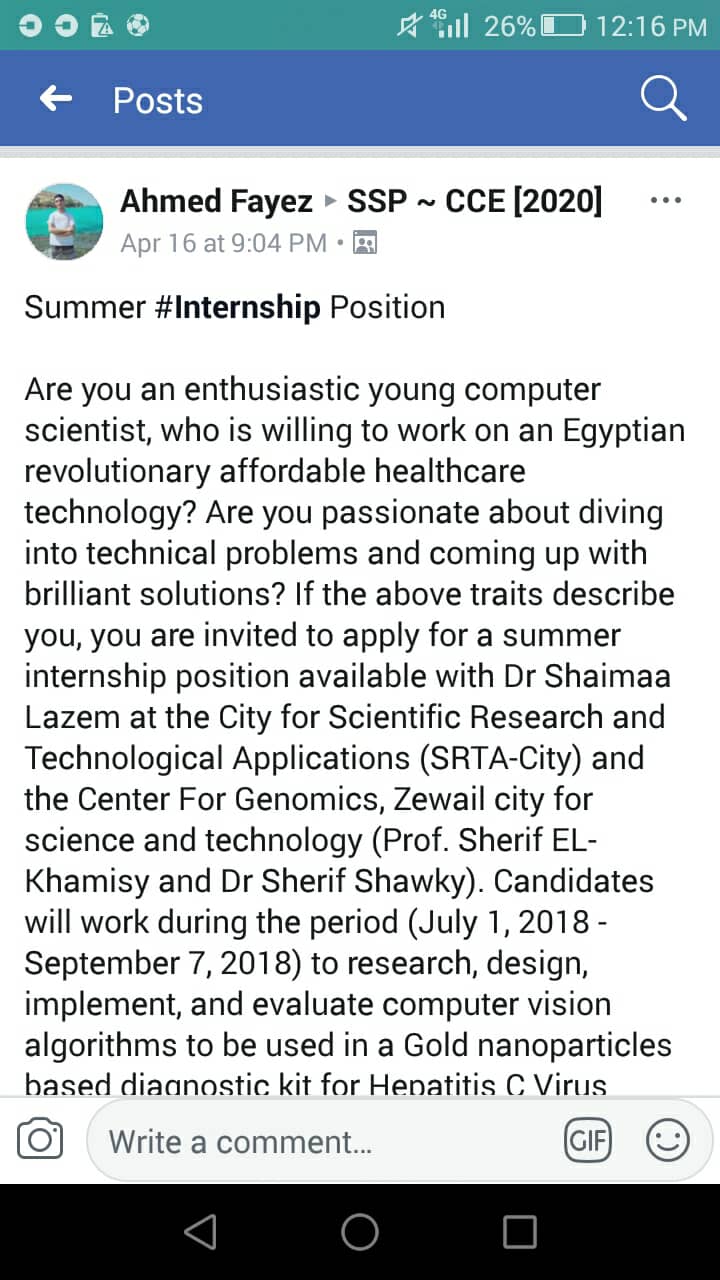 4G 26% 12:16 PM
Posts
Ahmed Fayez ▸ SSP ~ CCE [2020]
Apr 16 at 9:04 PM •
Summer #Internship Position
Are you an enthusiastic young computer
scientist, who is willing to work on an Egyptian
revolutionary affordable healthcare
technology? Are you passionate about diving
into technical problems and coming up with
brilliant solutions? If the above traits describe
you, you are invited to apply for a summer
internship position available with Dr Shaimaa
Lazem at the City for Scientific Research and
Technological Applications (SRTA-City) and
the Center For Genomics, Zewail city for
science and technology (Prof. Sherif EL-
Khamisy and Dr Sherif Shawky). Candidates
will work during the period (July 1, 2018 -
September 7, 2018) to research, design,
implement, and evaluate computer vision
algorithms to be used in a Gold nanoparticles
based diagnostic kit for Hepatitis C Virus
Write a comment... GIF